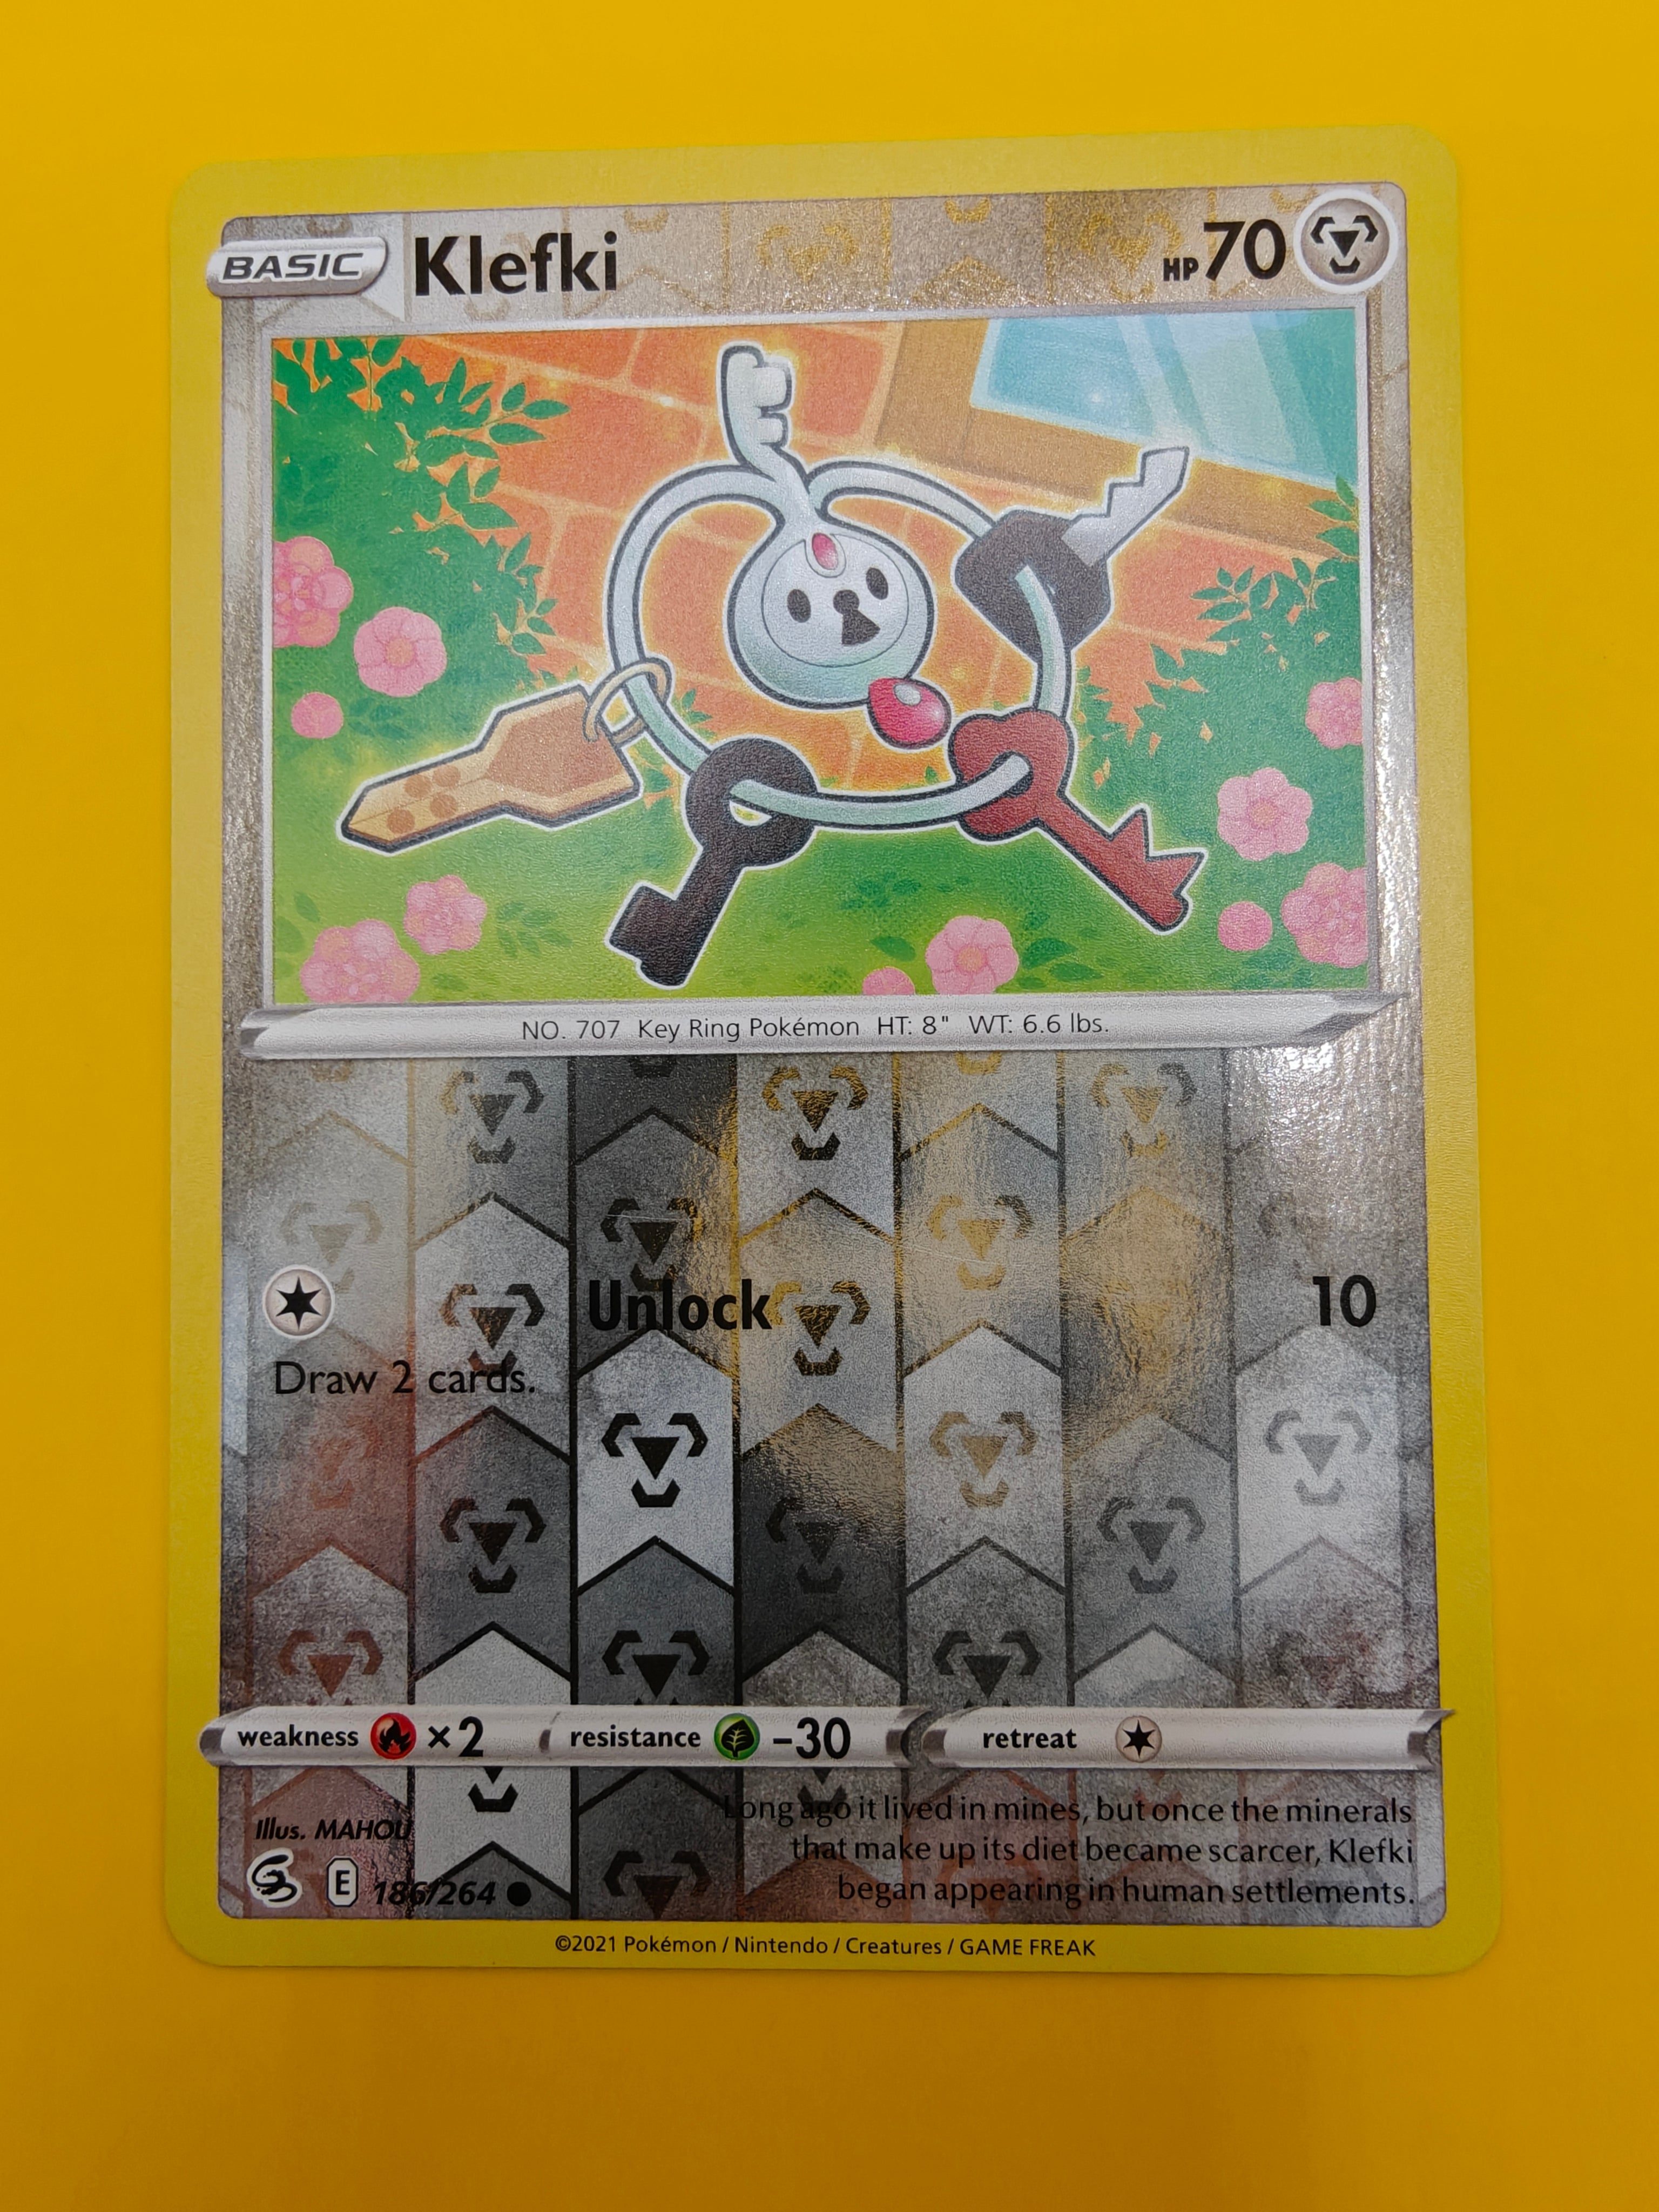 BASIC Klefki HP 70
NO. 707 Key Ring Pokémon HT: 8" WT: 6.6 lbs.
Unlock 10
Draw 2 cards.
weakness ×2 resistance -30 retreat
Illus. MAHOU
Long ago it lived in mines, but once the minerals
that make up its diet became scarcer, Klefki
began appearing in human settlements.
E 186/264
©2021 Pokémon / Nintendo / Creatures / GAME FREAK